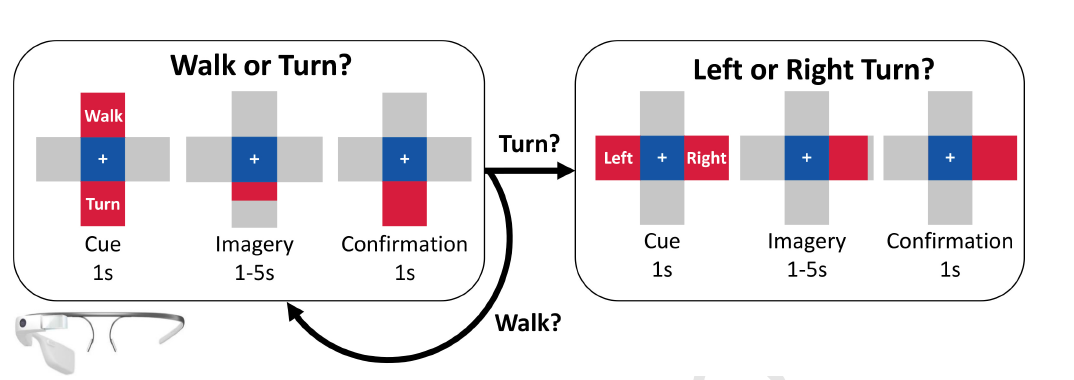 Walk or Turn?
Walk
+
Turn
Cue
1s
+
Imagery
1-5s
+
Confirmation
1s
Turn?
Walk?
Left or Right Turn?
Left + Right
Cue
1s
+
Imagery
1-5s
+
Confirmation
1s